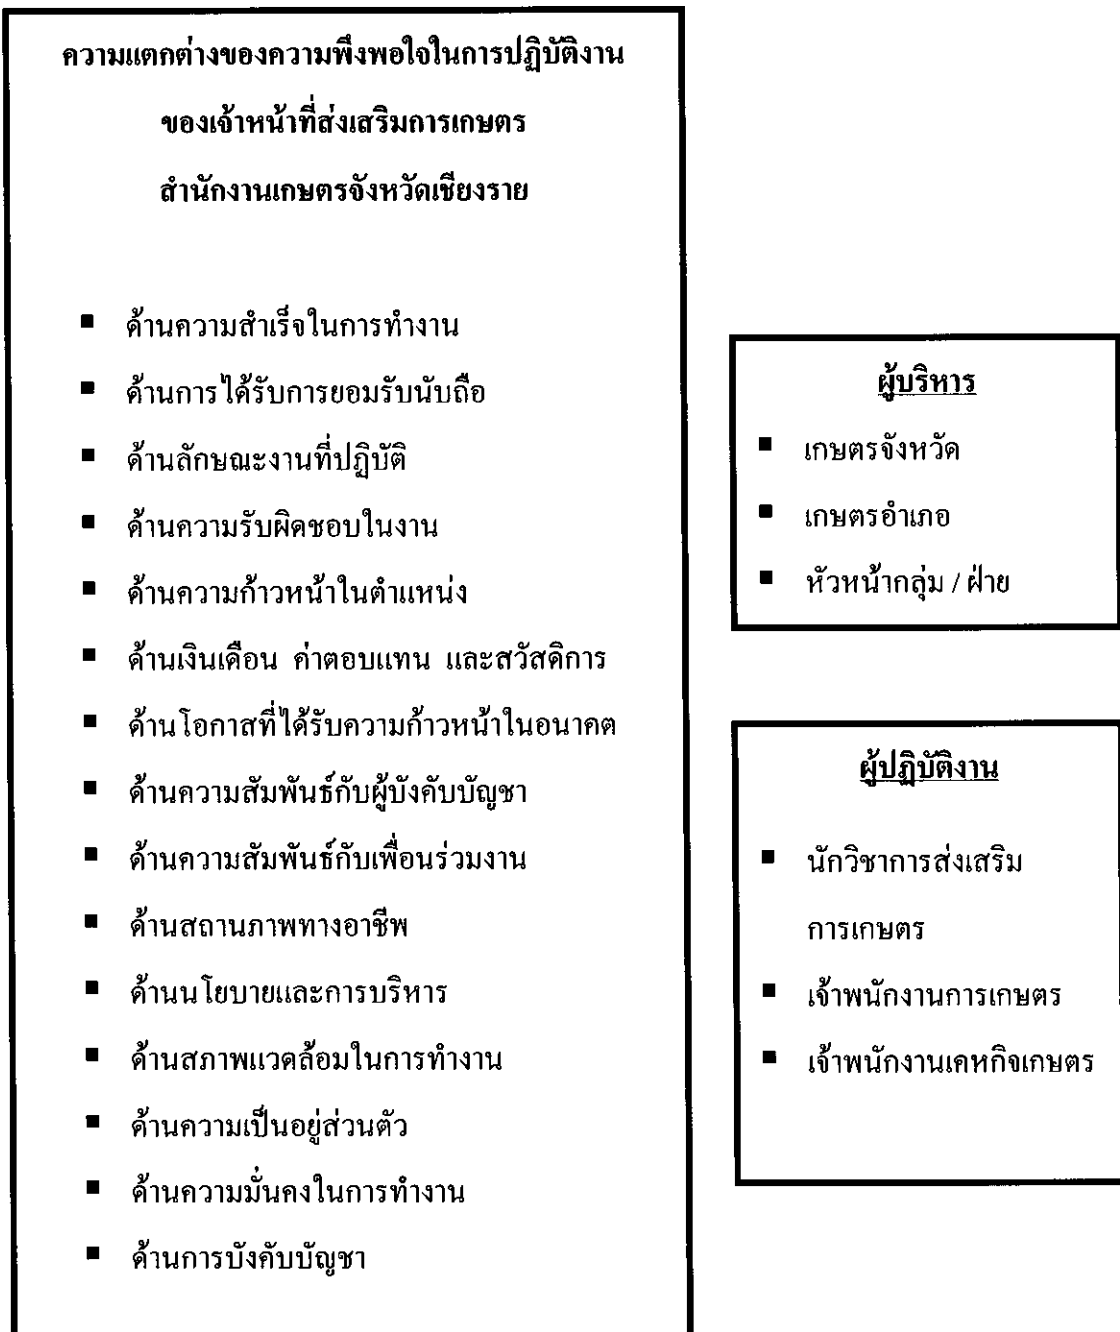 ความแตกต่างของความพึงพอใจในการปฏิบัติงาน
ของเจ้าหน้าที่ส่งเสริมการเกษตร
สำนักงานเกษตรจังหวัดเชียงราย
▪ ด้านความสำเร็จในการทำงาน
▪ ด้านการได้รับการยอมรับนับถือ
▪ ด้านลักษณะงานที่ปฏิบัติ
▪ ด้านความรับผิดชอบในงาน
▪ ด้านความก้าวหน้าในตำแหน่ง
▪ ด้านเงินเดือน ค่าตอบแทน และสวัสดิการ
▪ ด้านโอกาสที่ได้รับความก้าวหน้าในอนาคต
▪ ด้านความสัมพันธ์กับผู้บังคับบัญชา
▪ ด้านความสัมพันธ์กับเพื่อนร่วมงาน
▪ ด้านสถานภาพทางอาชีพ
▪ ด้านนโยบายและการบริหาร
▪ ด้านสภาพแวดล้อมในการทำงาน
▪ ด้านความเป็นอยู่ส่วนตัว
▪ ด้านความมั่นคงในการทำงาน
▪ ด้านการบังคับบัญชา
ผู้บริหาร
▪ เกษตรจังหวัด
▪ เกษตรอำเภอ
▪ หัวหน้ากลุ่ม / ฝ่าย
ผู้ปฏิบัติงาน
▪ นักวิชาการส่งเสริม
การเกษตร
▪ เจ้าพนักงานการเกษตร
▪ เจ้าพนักงานเคหกิจเกษตร